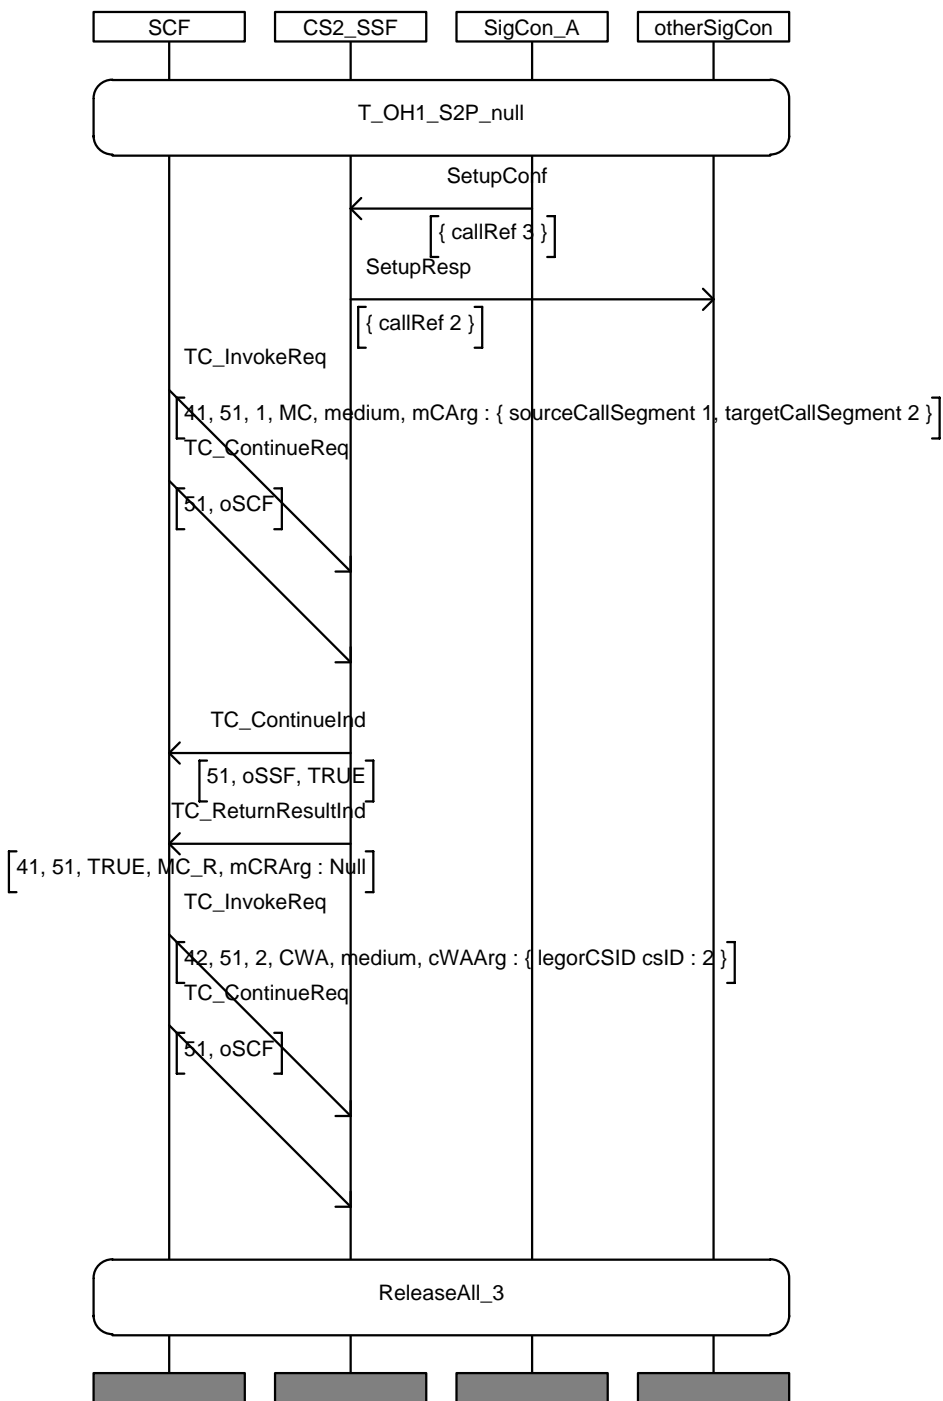 SCF CS2_SSF SigCon_A otherSigCon
T_OH1_S2P_null
SetupConf
{ callRef 3 }
SetupResp
{ callRef 2 }
TC_InvokeReq
41, 51, 1, MC, medium, mCArg : { sourceCallSegment 1, targetCallSegment 2 }
TC_ContinueReq
51, oSCF
TC_ContinueInd
51, oSSF, TRUE
TC_ReturnResultInd
41, 51, TRUE, MC_R, mCRArg : Null
TC_InvokeReq
42, 51, 2, CWA, medium, cWAArg : { legorCSID csID : 2 }
TC_ContinueReq
51, oSCF
ReleaseAll_3